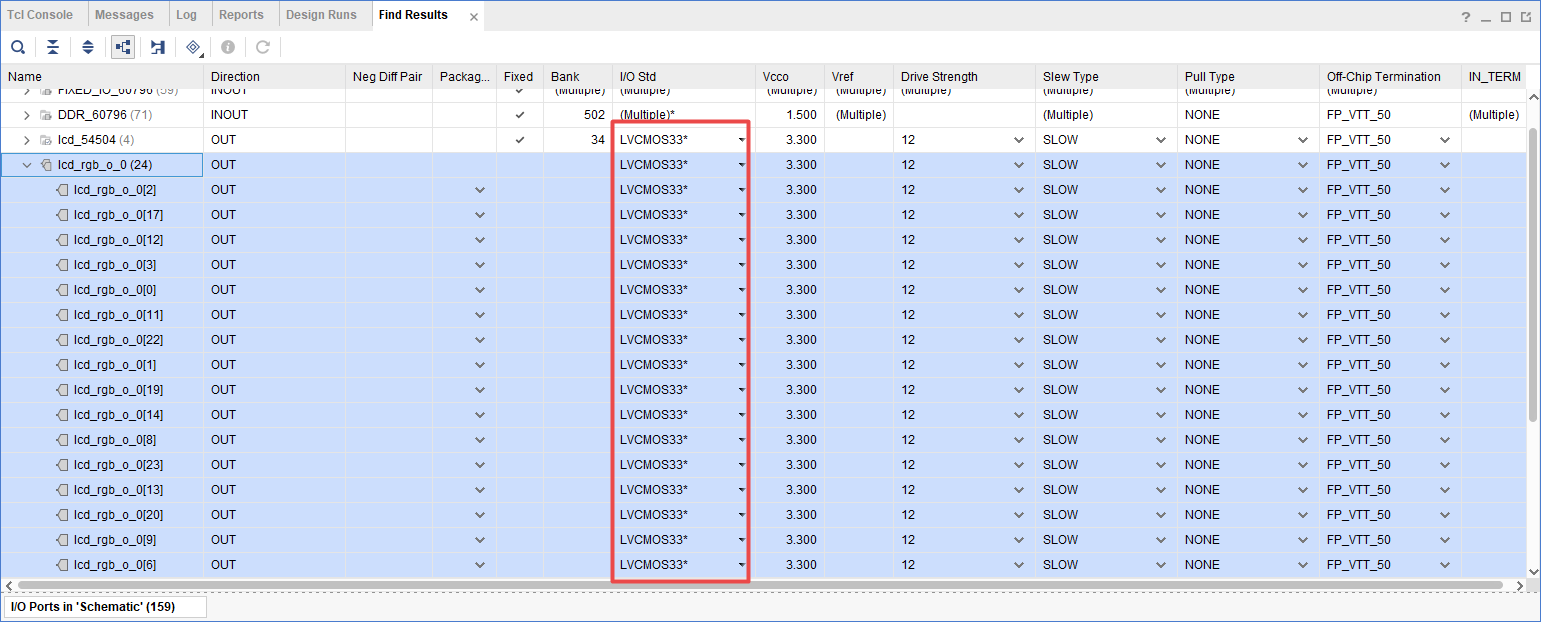 Tcl Console Messages Log Reports Design Runs Find Results
Name Direction Neg Diff Pair Packag... Fixed Bank I/O Std Vcco Vref Drive Strength Slew Type Pull Type Off-Chip Termination IN_TERM
FIXED_IO_60796 (59) INOUT (Multiple) (Multiple) (Multiple) (Multiple) (Multiple) (Multiple) (Multiple) (Multiple) (Multiple)
DDR_60796 (71) INOUT 502 (Multiple)* 1.500 (Multiple) (Multiple) NONE FP_VTT_50 (Multiple)
lcd_54504 (4) OUT 34 LVCMOS33* 3.300 12 SLOW NONE FP_VTT_50
lcd_rgb_o_0 (24) OUT LVCMOS33* 3.300 12 SLOW NONE FP_VTT_50
lcd_rgb_o_0[2] OUT LVCMOS33* 3.300 12 SLOW NONE FP_VTT_50
lcd_rgb_o_0[17] OUT LVCMOS33* 3.300 12 SLOW NONE FP_VTT_50
lcd_rgb_o_0[12] OUT LVCMOS33* 3.300 12 SLOW NONE FP_VTT_50
lcd_rgb_o_0[3] OUT LVCMOS33* 3.300 12 SLOW NONE FP_VTT_50
lcd_rgb_o_0[0] OUT LVCMOS33* 3.300 12 SLOW NONE FP_VTT_50
lcd_rgb_o_0[11] OUT LVCMOS33* 3.300 12 SLOW NONE FP_VTT_50
lcd_rgb_o_0[22] OUT LVCMOS33* 3.300 12 SLOW NONE FP_VTT_50
lcd_rgb_o_0[1] OUT LVCMOS33* 3.300 12 SLOW NONE FP_VTT_50
lcd_rgb_o_0[19] OUT LVCMOS33* 3.300 12 SLOW NONE FP_VTT_50
lcd_rgb_o_0[14] OUT LVCMOS33* 3.300 12 SLOW NONE FP_VTT_50
lcd_rgb_o_0[8] OUT LVCMOS33* 3.300 12 SLOW NONE FP_VTT_50
lcd_rgb_o_0[23] OUT LVCMOS33* 3.300 12 SLOW NONE FP_VTT_50
lcd_rgb_o_0[13] OUT LVCMOS33* 3.300 12 SLOW NONE FP_VTT_50
lcd_rgb_o_0[20] OUT LVCMOS33* 3.300 12 SLOW NONE FP_VTT_50
lcd_rgb_o_0[9] OUT LVCMOS33* 3.300 12 SLOW NONE FP_VTT_50
lcd_rgb_o_0[6] OUT LVCMOS33* 3.300 12 SLOW NONE FP_VTT_50
I/O Ports in 'Schematic' (159)